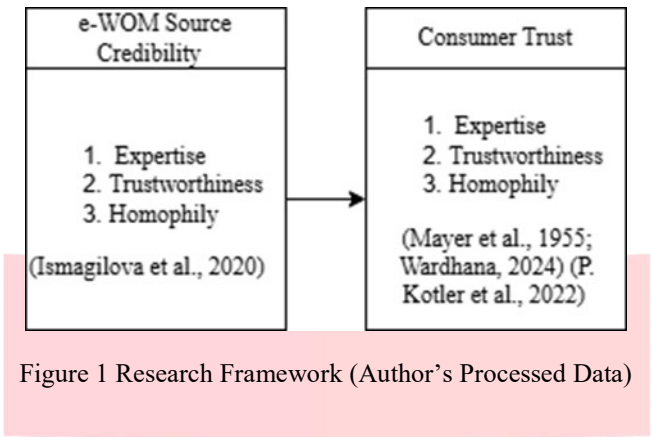 e-WOM Source
Credibility
1. Expertise
2. Trustworthiness
3. Homophily
(Ismagilova et al., 2020)
Consumer Trust
1. Expertise
2. Trustworthiness
3. Homophily
(Mayer et al., 1955;
Wardhana, 2024) (P.
Kotler et al., 2022)
Figure 1 Research Framework (Author’s Processed Data)